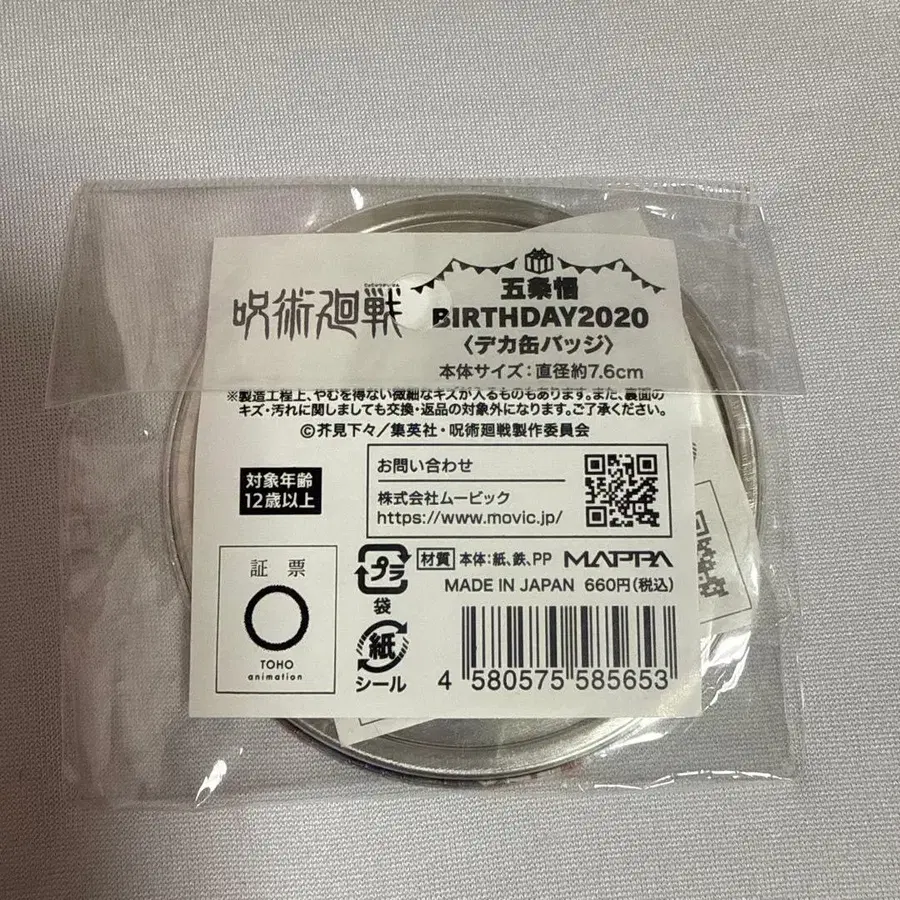 呪術廻戦
五条悟
BIRTHDAY2020
〈デカ缶バッジ〉
本体サイズ：直径約7.6cm
※製造工程上、やむを得ない微細なキズが入るものもあります。また、裏面の
キズ・汚れに関しましても交換・返品の対象外になります。ご了承ください。
©芥見下々／集英社・呪術廻戦製作委員会
対象年齢
12歳以上
お問い合わせ
株式会社ムービック
https://www.movic.jp/
証票
TOHO
animation
プラ
袋
紙
シール
材質 本体：紙、鉄、PP MAPPA
MADE IN JAPAN 660円（税込）
4 580575 585653